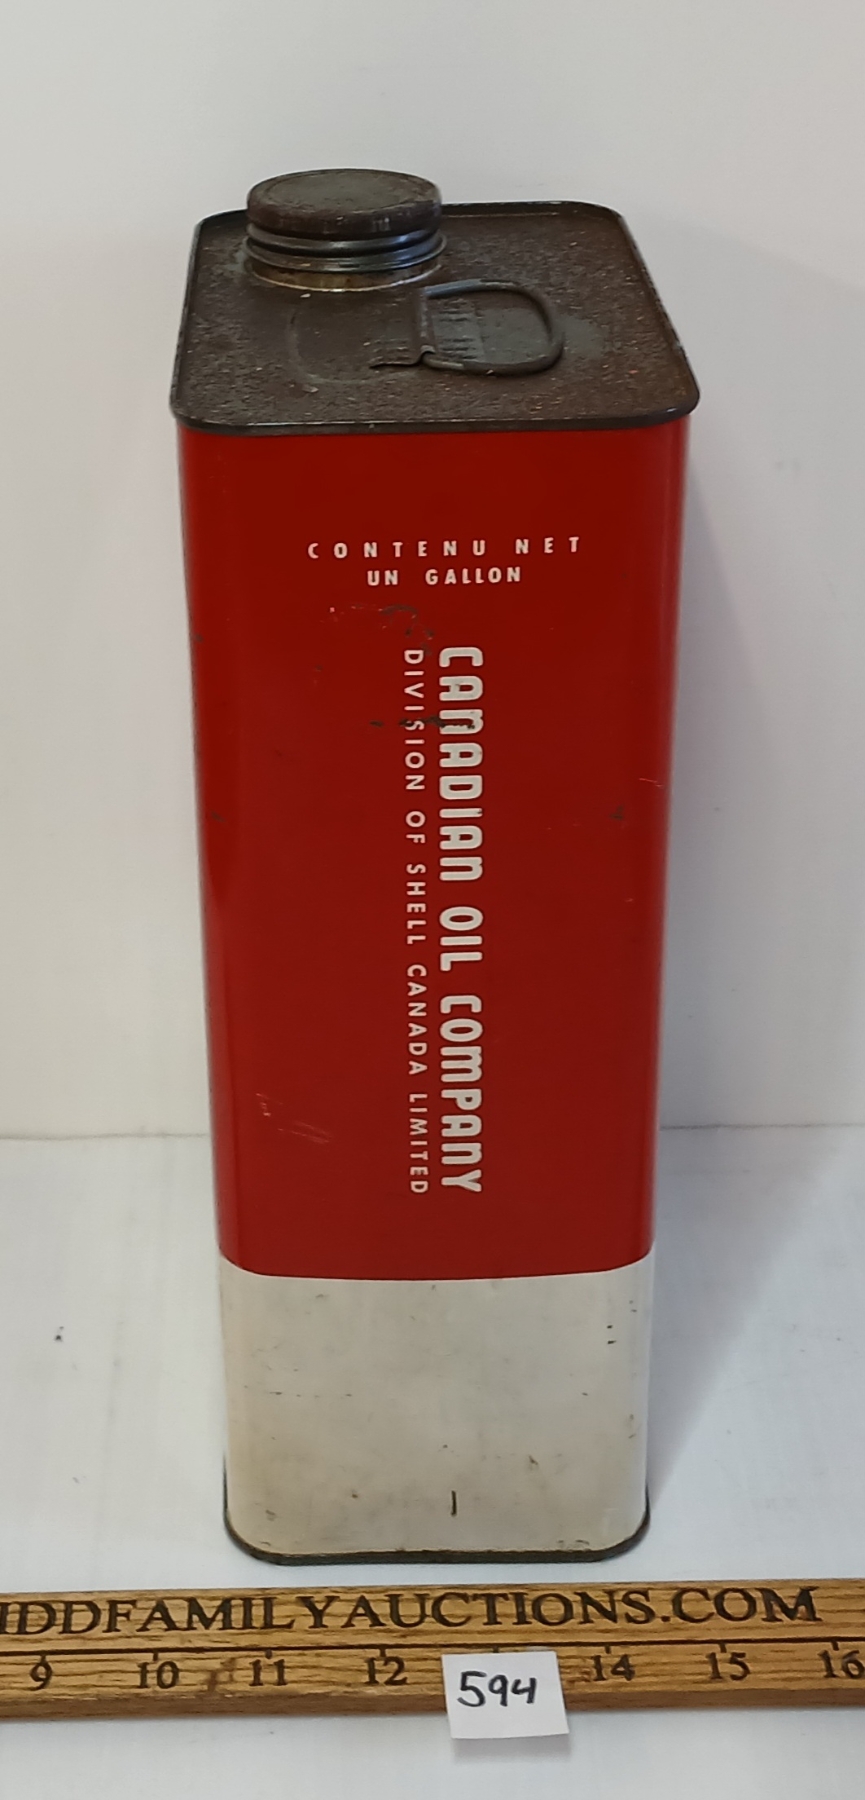 CONTENU NET
UN GALLON
CANADIAN OIL COMPANY
DIVISION OF SHELL CANADA LIMITED
IDDFAMILYAUCTIONS.COM
9 10 11 12 14 15 16
594